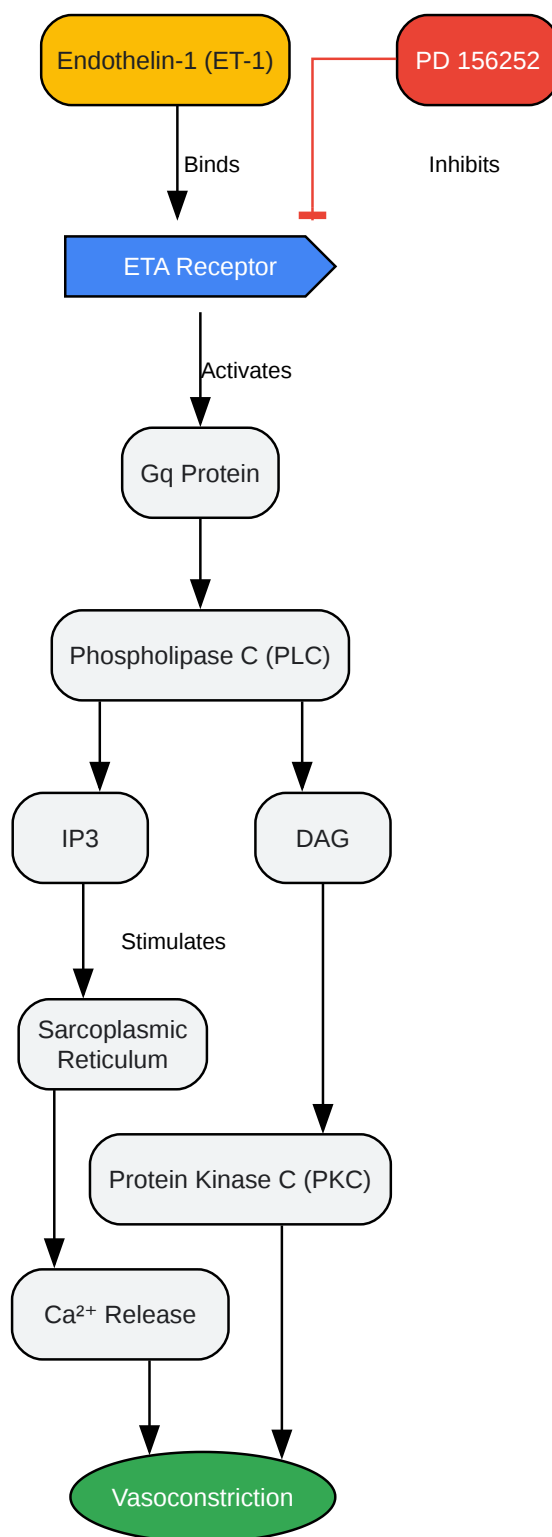 Endothelin-1 (ET-1)
PD 156252
Binds
Inhibits
ETA Receptor
Activates
Gq Protein
Phospholipase C (PLC)
IP3
DAG
Stimulates
Sarcoplasmic
Reticulum
Protein Kinase C (PKC)
Ca²⁺ Release
Vasoconstriction